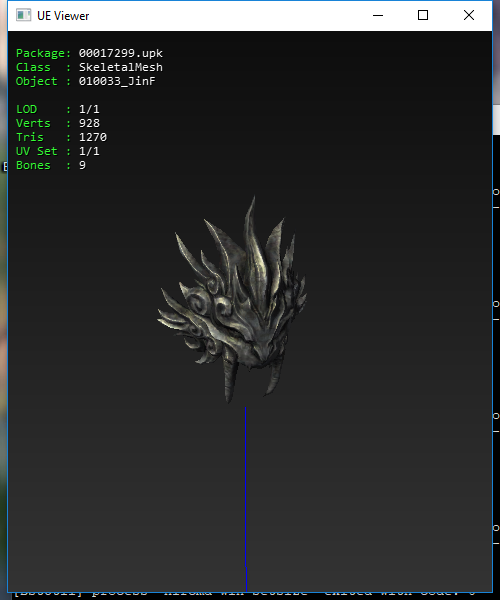 UE Viewer
Package: 00017299.upk
Class : SkeletalMesh
Object : 010033_JinF
LOD : 1/1
Verts : 928
Tris : 1270
UV Set : 1/1
Bones : 9